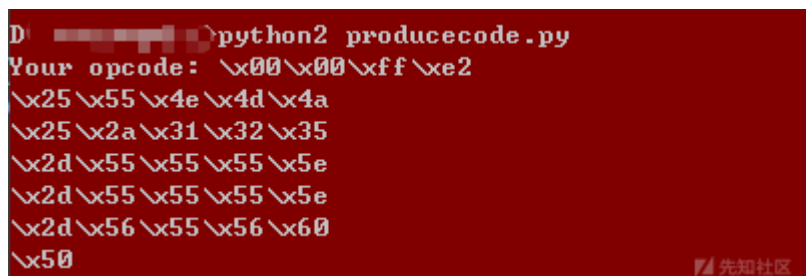 D python2 producecode.py
Your opcode: \x00\x00\xff\xe2
\x25\x55\x4e\x4d\x4a
\x25\x2a\x31\x32\x35
\x2d\x55\x55\x55\x5e
\x2d\x55\x55\x55\x5e
\x2d\x56\x55\x56\x60
\x50
先知社区